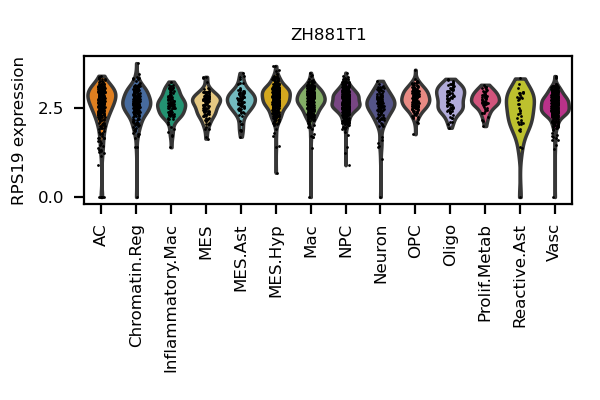 ZH881T1
RPS19 expression
2.5
0.0
AC
Chromatin.Reg
Inflammatory.Mac
MES
MES.Ast
MES.Hyp
Mac
NPC
Neuron
OPC
Oligo
Prolif.Metab
Reactive.Ast
Vasc